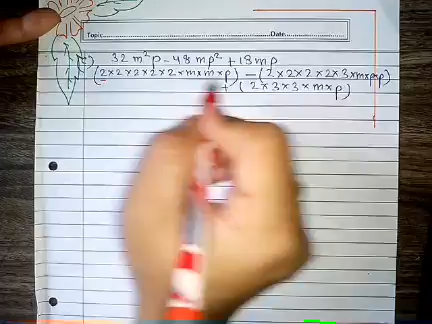 Topic Date
c) 32 m²p - 48 mp² + 18 mp
(2×2×2×2×2×m×m×p) - (2×2×2×2×3×m×p×p)
+ (2×3×3×m×p)